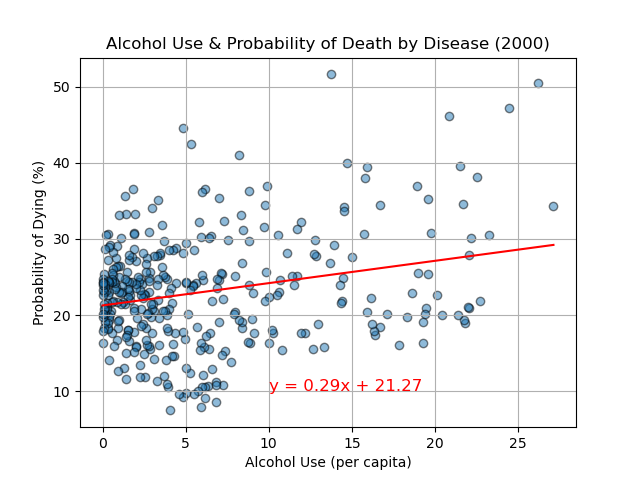 Alcohol Use & Probability of Death by Disease (2000)
Probability of Dying (%)
50
40
30
20
10
y = 0.29x + 21.27
0 5 10 15 20 25
Alcohol Use (per capita)